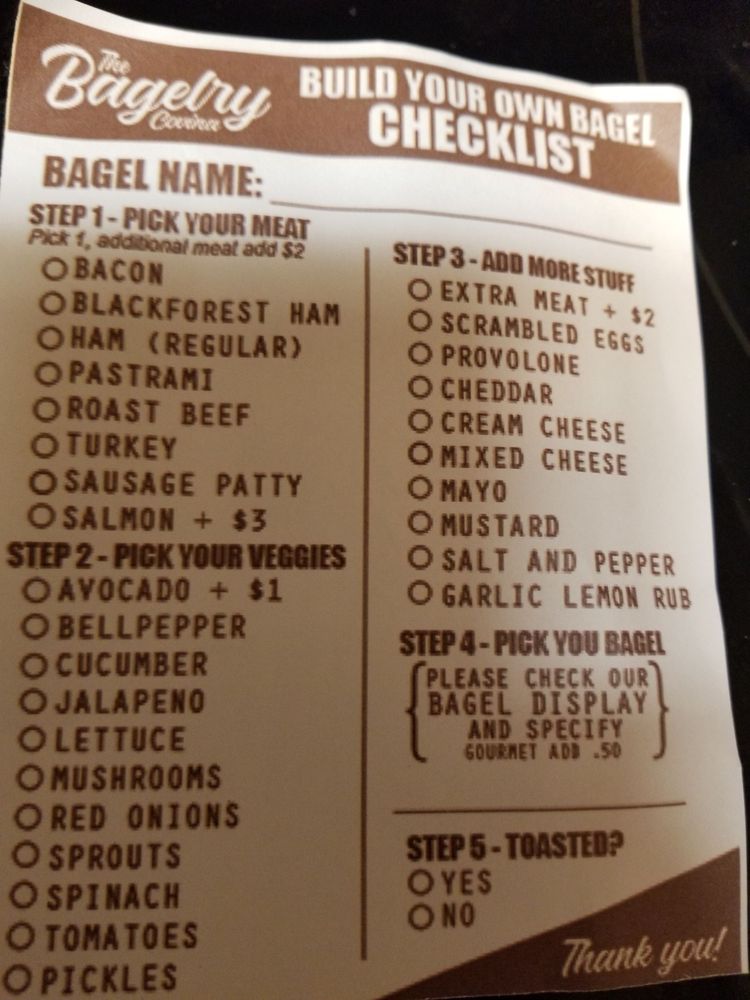 The
Bagelry
Covina
BUILD YOUR OWN BAGEL
CHECKLIST
BAGEL NAME:
STEP 1 - PICK YOUR MEAT
Pick 1, additional meat add $2
BACON
BLACKFOREST HAM
HAM (REGULAR)
PASTRAMI
ROAST BEEF
TURKEY
SAUSAGE PATTY
SALMON + $3
STEP 2 - PICK YOUR VEGGIES
AVOCADO + $1
BELLPEPPER
CUCUMBER
JALAPENO
LETTUCE
MUSHROOMS
RED ONIONS
SPROUTS
SPINACH
TOMATOES
PICKLES
STEP 3 - ADD MORE STUFF
EXTRA MEAT + $2
SCRAMBLED EGGS
PROVOLONE
CHEDDAR
CREAM CHEESE
MIXED CHEESE
MAYO
MUSTARD
SALT AND PEPPER
GARLIC LEMON RUB
STEP 4 - PICK YOU BAGEL
PLEASE CHECK OUR
BAGEL DISPLAY
AND SPECIFY
GOURMET ADD .50
STEP 5 - TOASTED?
YES
NO
Thank you!